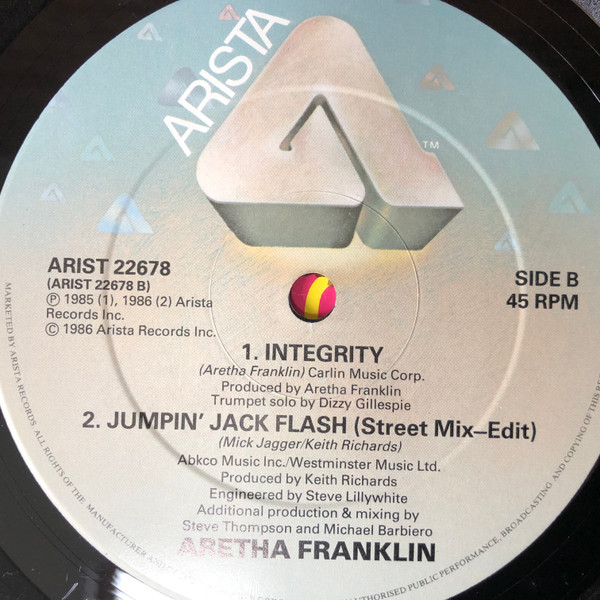 ARISTA
TM
ARIST 22678
(ARIST 22678 B)
Ⓟ 1985 (1), 1986 (2) Arista
Records Inc.
© 1986 Arista Records Inc.
SIDE B
45 RPM
1. INTEGRITY
(Aretha Franklin) Carlin Music Corp.
Produced by Aretha Franklin
Trumpet solo by Dizzy Gillespie
2. JUMPIN' JACK FLASH (Street Mix–Edit)
(Mick Jagger/Keith Richards)
Abkco Music Inc./Westminster Music Ltd.
Produced by Keith Richards
Engineered by Steve Lillywhite
Additional production & mixing by
Steve Thompson and Michael Barbiero
ARETHA FRANKLIN
MARKETED BY ARISTA RECORDS ALL RIGHTS OF THE MANUFACTURER AND
AUTHORISED PUBLIC PERFORMANCE, BROADCASTING AND COPYING OF THIS